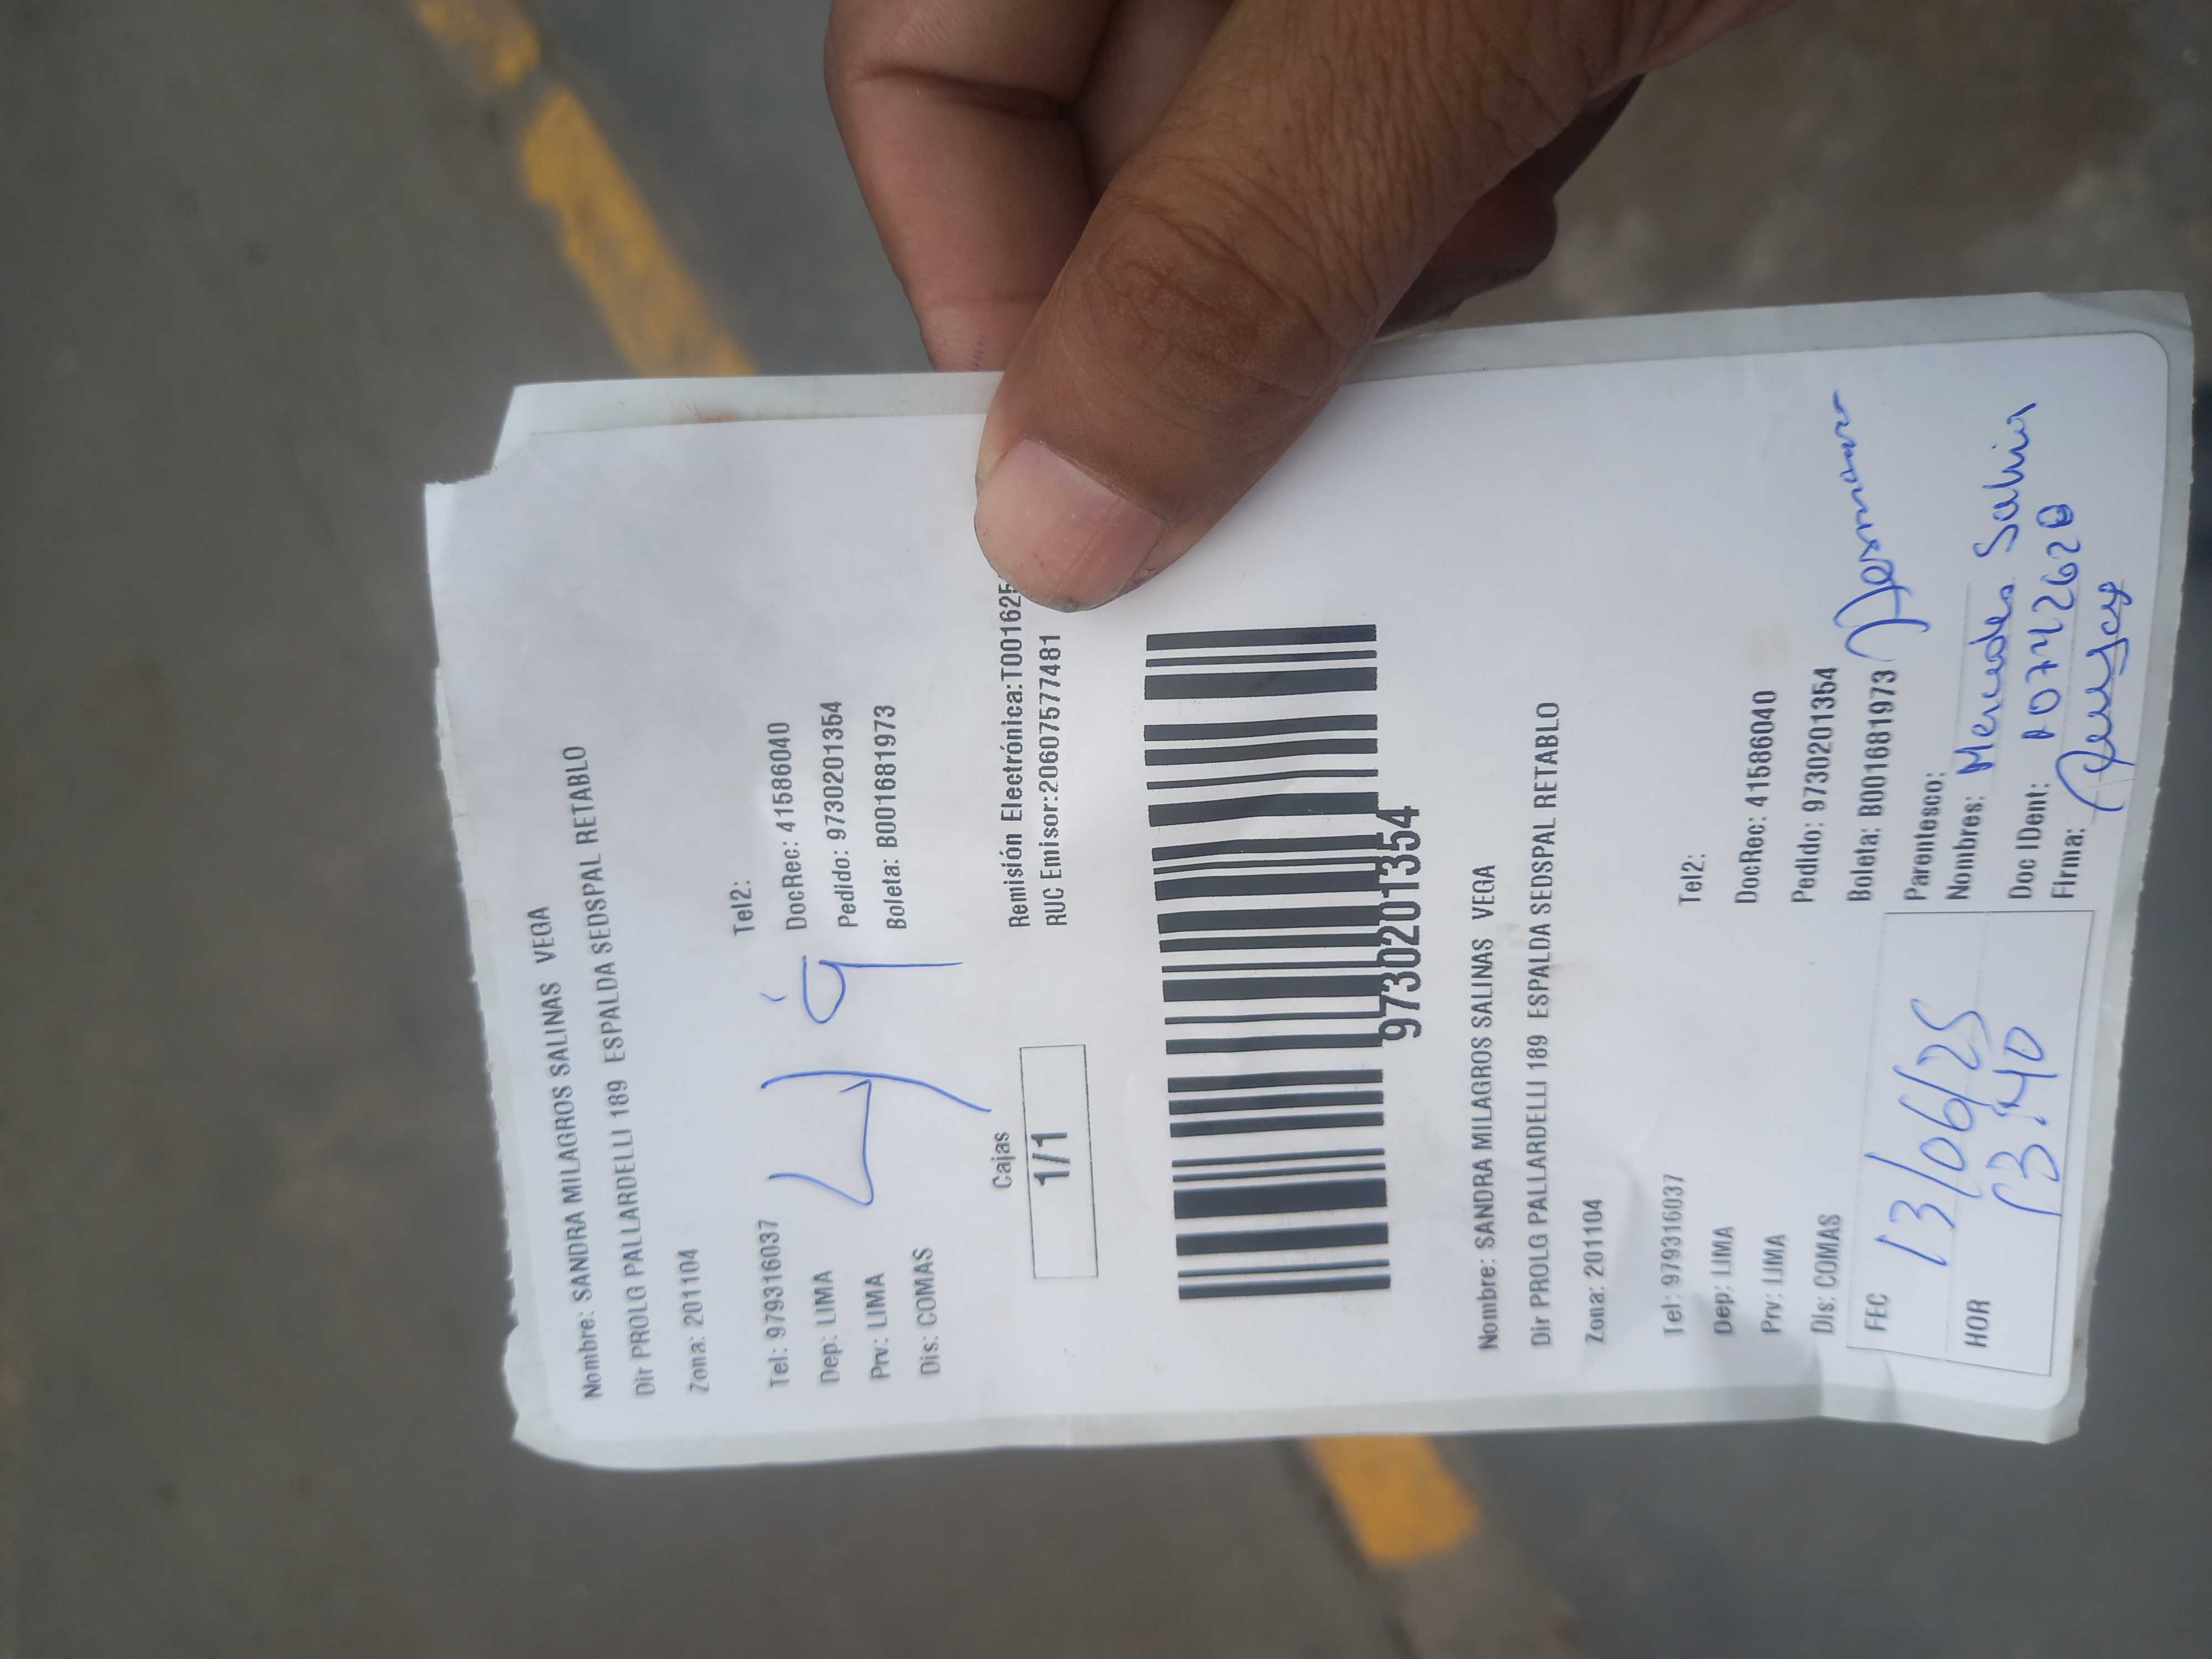 Nombre: SANDRA MILAGROS SALINAS VEGA
Dir PROLG PALLARDELLI 189 ESPALDA SEDSPAL RETABLO
Zona: 201104
Tel: 979316037 Tel2:
Dep: LIMA DocRec: 41586040
Prv: LIMA Pedido: 9730201354
Dis: COMAS Boleta: B001681973
49
Cajas
1/1
Remisión Electrónica:T001625
RUC Emisor:20607577481
9730201354
Nombre: SANDRA MILAGROS SALINAS VEGA
Dir PROLG PALLARDELLI 189 ESPALDA SEDSPAL RETABLO
Zona: 201104
Tel: 979316037 Tel2:
Dep: LIMA DocRec: 41586040
Prv: LIMA Pedido: 9730201354
Dis: COMAS Boleta: B001681973
FEC 13/06/25
HOR 13:40
Parentesco:
Nombres: Mercedes
Doc IDent:
Firma: